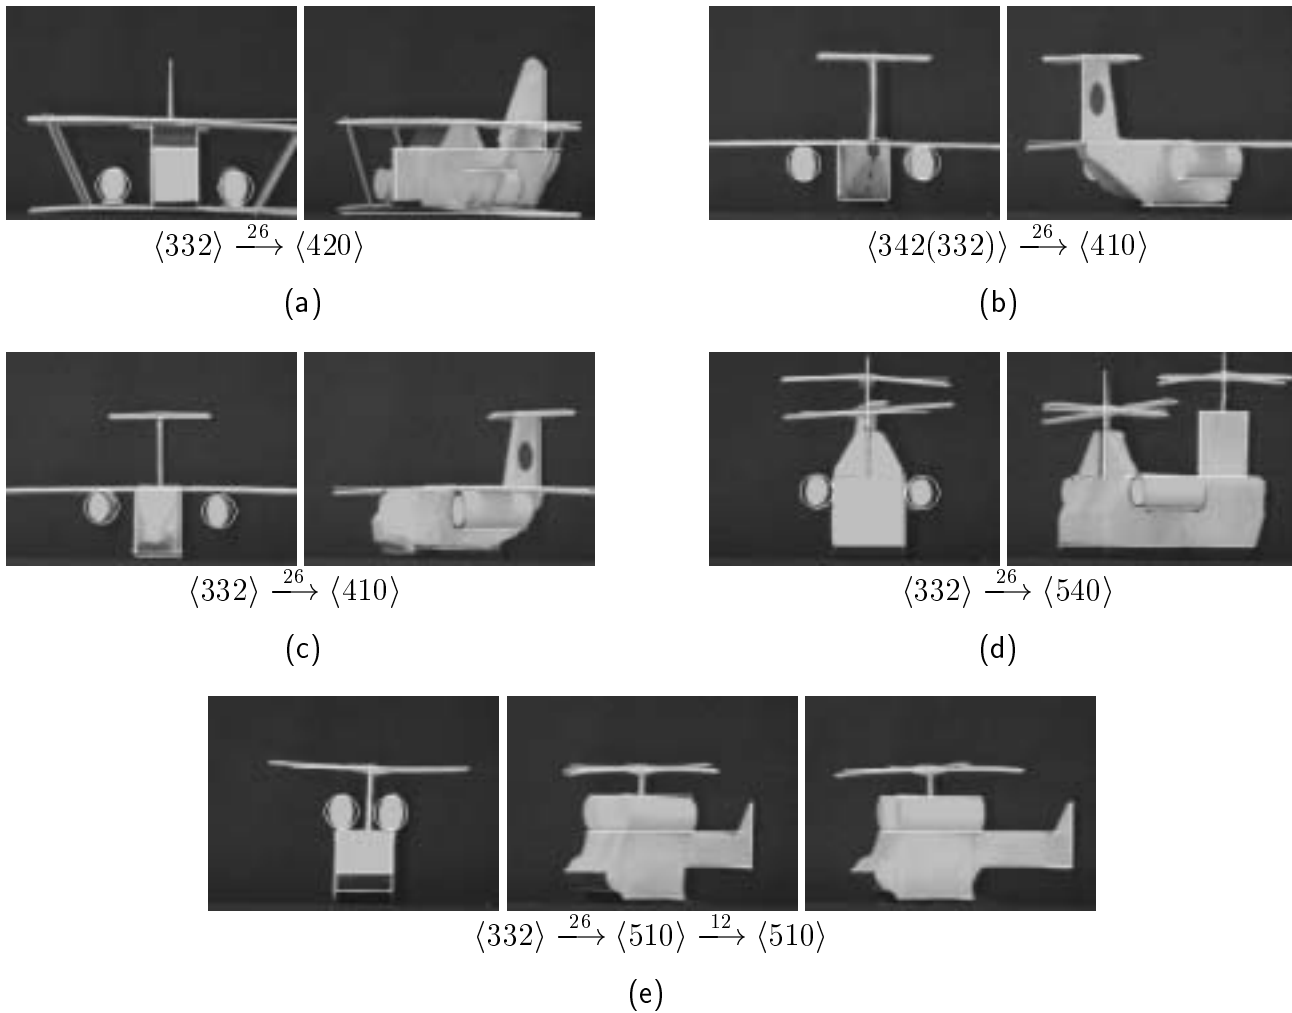 ⟨332⟩ 26⟶ ⟨420⟩
(a)
⟨342(332)⟩ 26⟶ ⟨410⟩
(b)
⟨332⟩ 26⟶ ⟨410⟩
(c)
⟨332⟩ 26⟶ ⟨540⟩
(d)
⟨332⟩ 26⟶ ⟨510⟩ 12⟶ ⟨510⟩
(e)